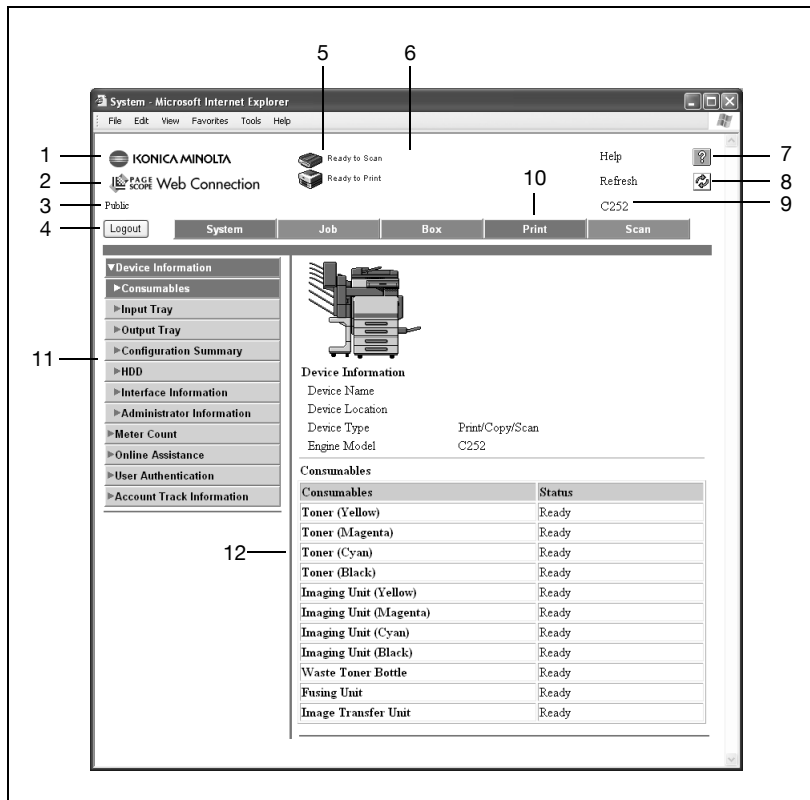 5 6
System - Microsoft Internet Explorer
File Edit View Favorites Tools Help
1 KONICA MINOLTA Ready to Scan Help 7
2 PAGE SCOPE Web Connection Ready to Print Refresh 8
3 Public 10 C252 9
4 Logout System Job Box Print Scan
Device Information
Consumables
Input Tray
Output Tray
Configuration Summary
11 HDD
Interface Information
Administrator Information
Meter Count
Online Assistance
User Authentication
Account Track Information
Device Information
Device Name
Device Location
Device Type Print/Copy/Scan
Engine Model C252
Consumables
Consumables Status
Toner (Yellow) Ready
Toner (Magenta) Ready
12 Toner (Cyan) Ready
Toner (Black) Ready
Imaging Unit (Yellow) Ready
Imaging Unit (Magenta) Ready
Imaging Unit (Cyan) Ready
Imaging Unit (Black) Ready
Waste Toner Bottle Ready
Fusing Unit Ready
Image Transfer Unit Ready